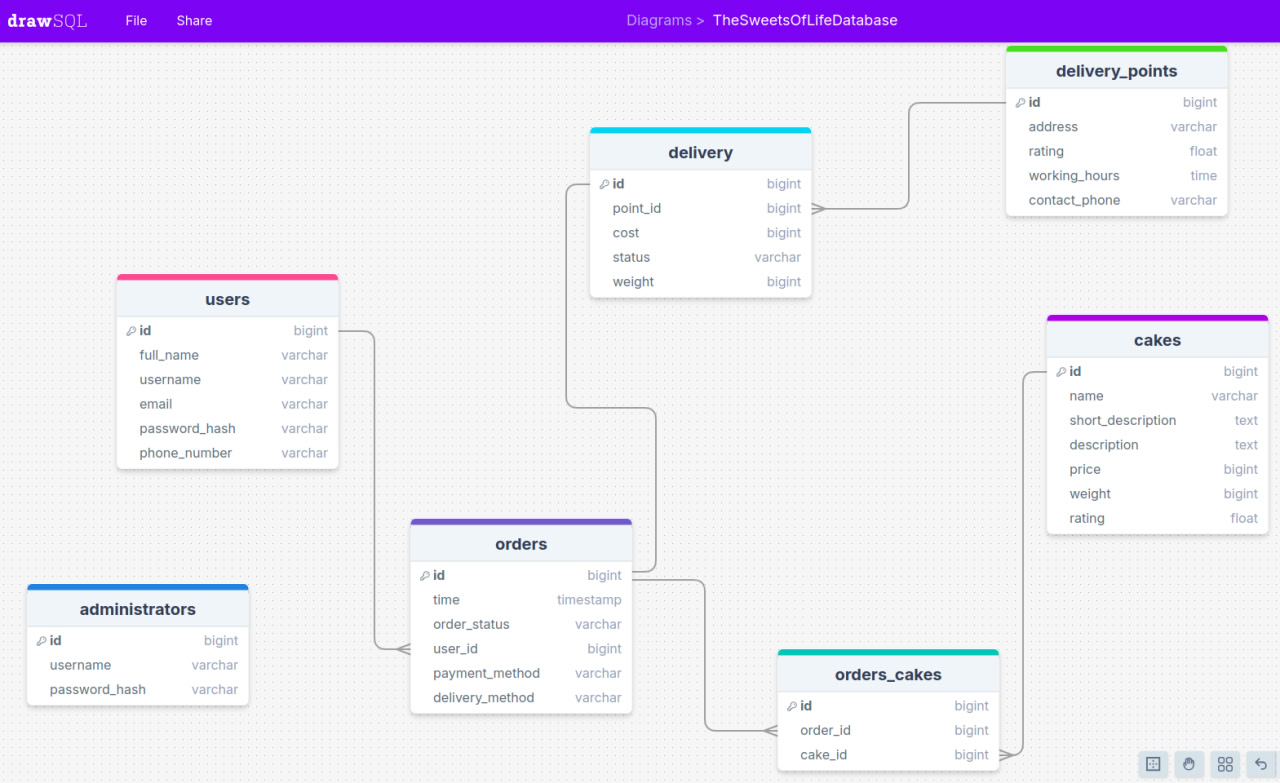 drawSQL File Share Diagrams > TheSweetsOfLifeDatabase
delivery_points
id bigint
address varchar
rating float
working_hours time
contact_phone varchar
delivery
id bigint
point_id bigint
cost bigint
status varchar
weight bigint
users
id bigint
full_name varchar
username varchar
email varchar
password_hash varchar
phone_number varchar
cakes
id bigint
name varchar
short_description text
description text
price bigint
weight bigint
rating float
orders
id bigint
time timestamp
order_status varchar
user_id bigint
payment_method varchar
delivery_method varchar
administrators
id bigint
username varchar
password_hash varchar
orders_cakes
id bigint
order_id bigint
cake_id bigint